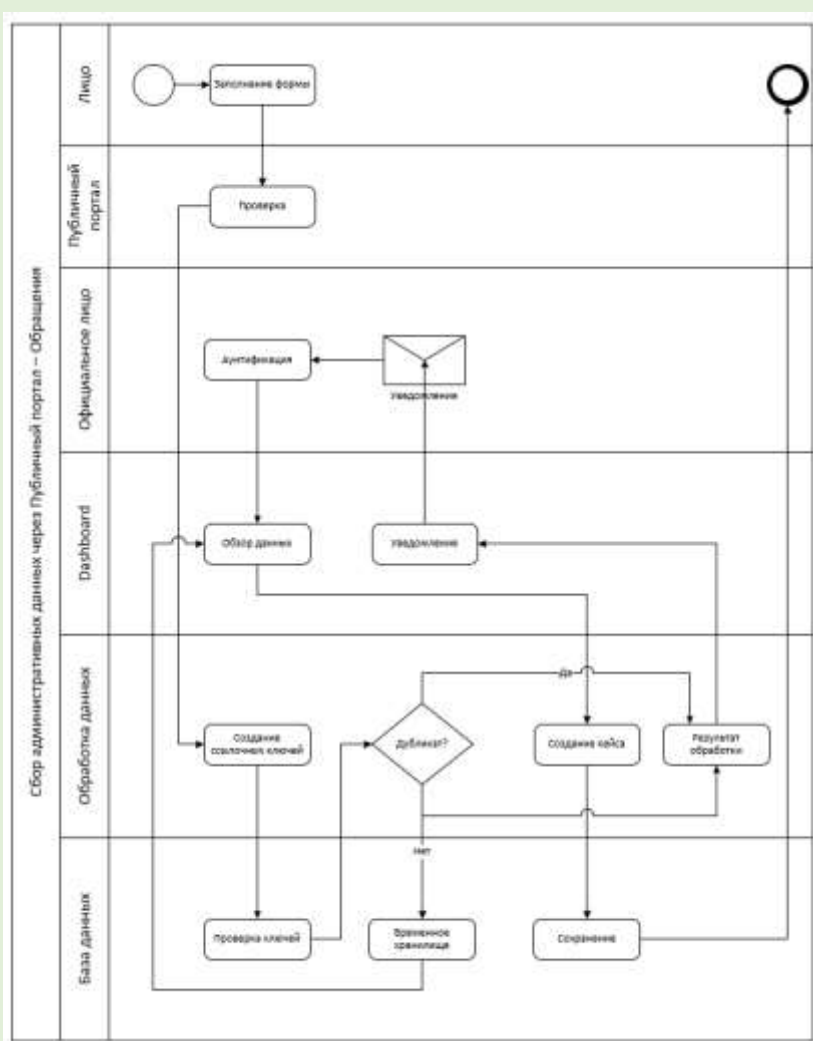 Сбор административных данных через Публичный портал – Обращения
Лицо
Заполнение формы
Публичный
портал
Проверка
Официальное лицо
Аунтификация
Уведомление
Dashboard
Обзор данных
Уведомление
Обработка данных
Да
Создание
ссылочных ключей
Дубликат?
Создание кейса
Результат
обработки
Нет
База данных
Проверка ключей
Временное
хранилище
Сохранение